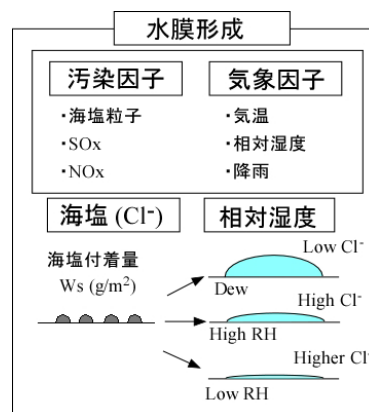 水膜形成
汚染因子
・海塩粒子
・SOx
・NOx
気象因子
・気温
・相対湿度
・降雨
海塩 (Cl⁻)
相対湿度
海塩付着量
Ws (g/m²)
Low Cl⁻
Dew
High Cl⁻
High RH
Higher Cl⁻
Low RH